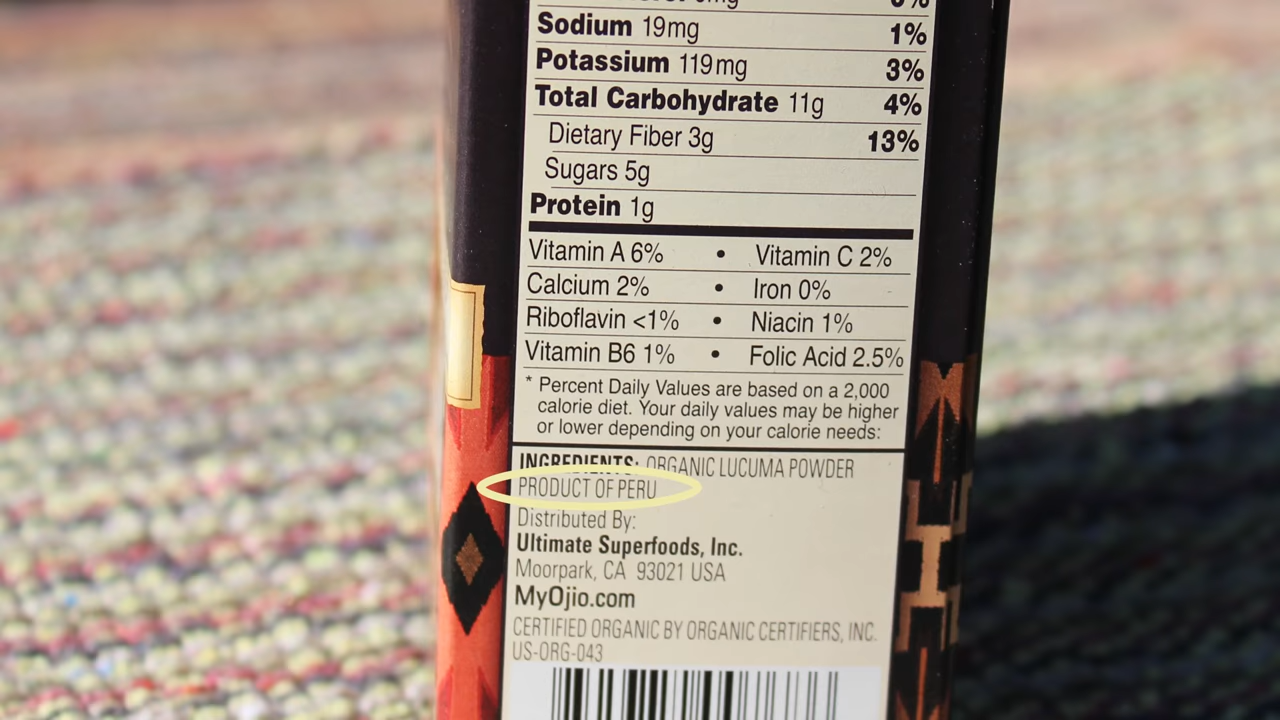 Sodium 19mg 1%
Potassium 119mg 3%
Total Carbohydrate 11g 4%
Dietary Fiber 3g 13%
Sugars 5g
Protein 1g
Vitamin A 6% • Vitamin C 2%
Calcium 2% • Iron 0%
Riboflavin <1% • Niacin 1%
Vitamin B6 1% • Folic Acid 2.5%
* Percent Daily Values are based on a 2,000
calorie diet. Your daily values may be higher
or lower depending on your calorie needs:
INGREDIENTS: ORGANIC LUCUMA POWDER
PRODUCT OF PERU
Distributed By:
Ultimate Superfoods, Inc.
Moorpark, CA 93021 USA
MyOjio.com
CERTIFIED ORGANIC BY ORGANIC CERTIFIERS, INC.
US-ORG-043